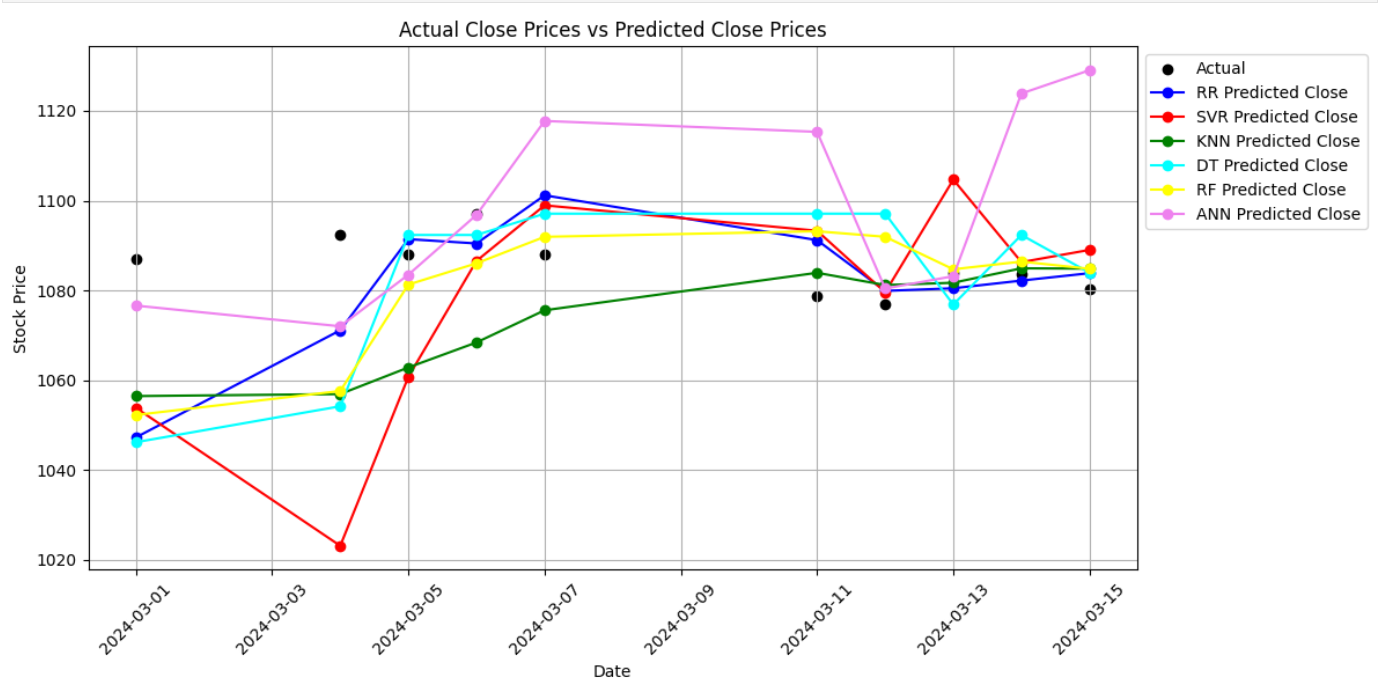 Actual Close Prices vs Predicted Close Prices
Stock Price
1120
1100
1080
1060
1040
1020
2024-03-01
2024-03-03
2024-03-05
2024-03-07
2024-03-09
2024-03-11
2024-03-13
2024-03-15
Date
Actual
RR Predicted Close
SVR Predicted Close
KNN Predicted Close
DT Predicted Close
RF Predicted Close
ANN Predicted Close